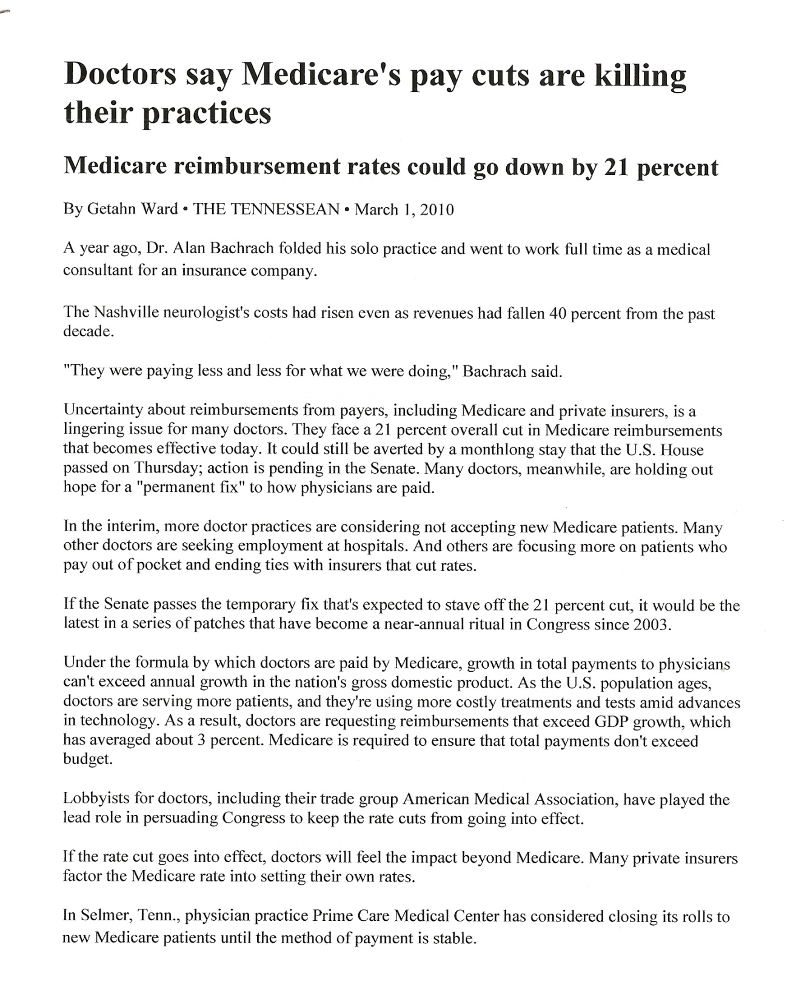 Doctors say Medicare's pay cuts are killing
their practices
Medicare reimbursement rates could go down by 21 percent
By Getahn Ward • THE TENNESSEAN • March 1, 2010
A year ago, Dr. Alan Bachrach folded his solo practice and went to work full time as a medical
consultant for an insurance company.
The Nashville neurologist's costs had risen even as revenues had fallen 40 percent from the past
decade.
"They were paying less and less for what we were doing," Bachrach said.
Uncertainty about reimbursements from payers, including Medicare and private insurers, is a
lingering issue for many doctors. They face a 21 percent overall cut in Medicare reimbursements
that becomes effective today. It could still be averted by a monthlong stay that the U.S. House
passed on Thursday; action is pending in the Senate. Many doctors, meanwhile, are holding out
hope for a "permanent fix" to how physicians are paid.
In the interim, more doctor practices are considering not accepting new Medicare patients. Many
other doctors are seeking employment at hospitals. And others are focusing more on patients who
pay out of pocket and ending ties with insurers that cut rates.
If the Senate passes the temporary fix that's expected to stave off the 21 percent cut, it would be the
latest in a series of patches that have become a near-annual ritual in Congress since 2003.
Under the formula by which doctors are paid by Medicare, growth in total payments to physicians
can't exceed annual growth in the nation's gross domestic product. As the U.S. population ages,
doctors are serving more patients, and they're using more costly treatments and tests amid advances
in technology. As a result, doctors are requesting reimbursements that exceed GDP growth, which
has averaged about 3 percent. Medicare is required to ensure that total payments don't exceed
budget.
Lobbyists for doctors, including their trade group American Medical Association, have played the
lead role in persuading Congress to keep the rate cuts from going into effect.
If the rate cut goes into effect, doctors will feel the impact beyond Medicare. Many private insurers
factor the Medicare rate into setting their own rates.
In Selmer, Tenn., physician practice Prime Care Medical Center has considered closing its rolls to
new Medicare patients until the method of payment is stable.